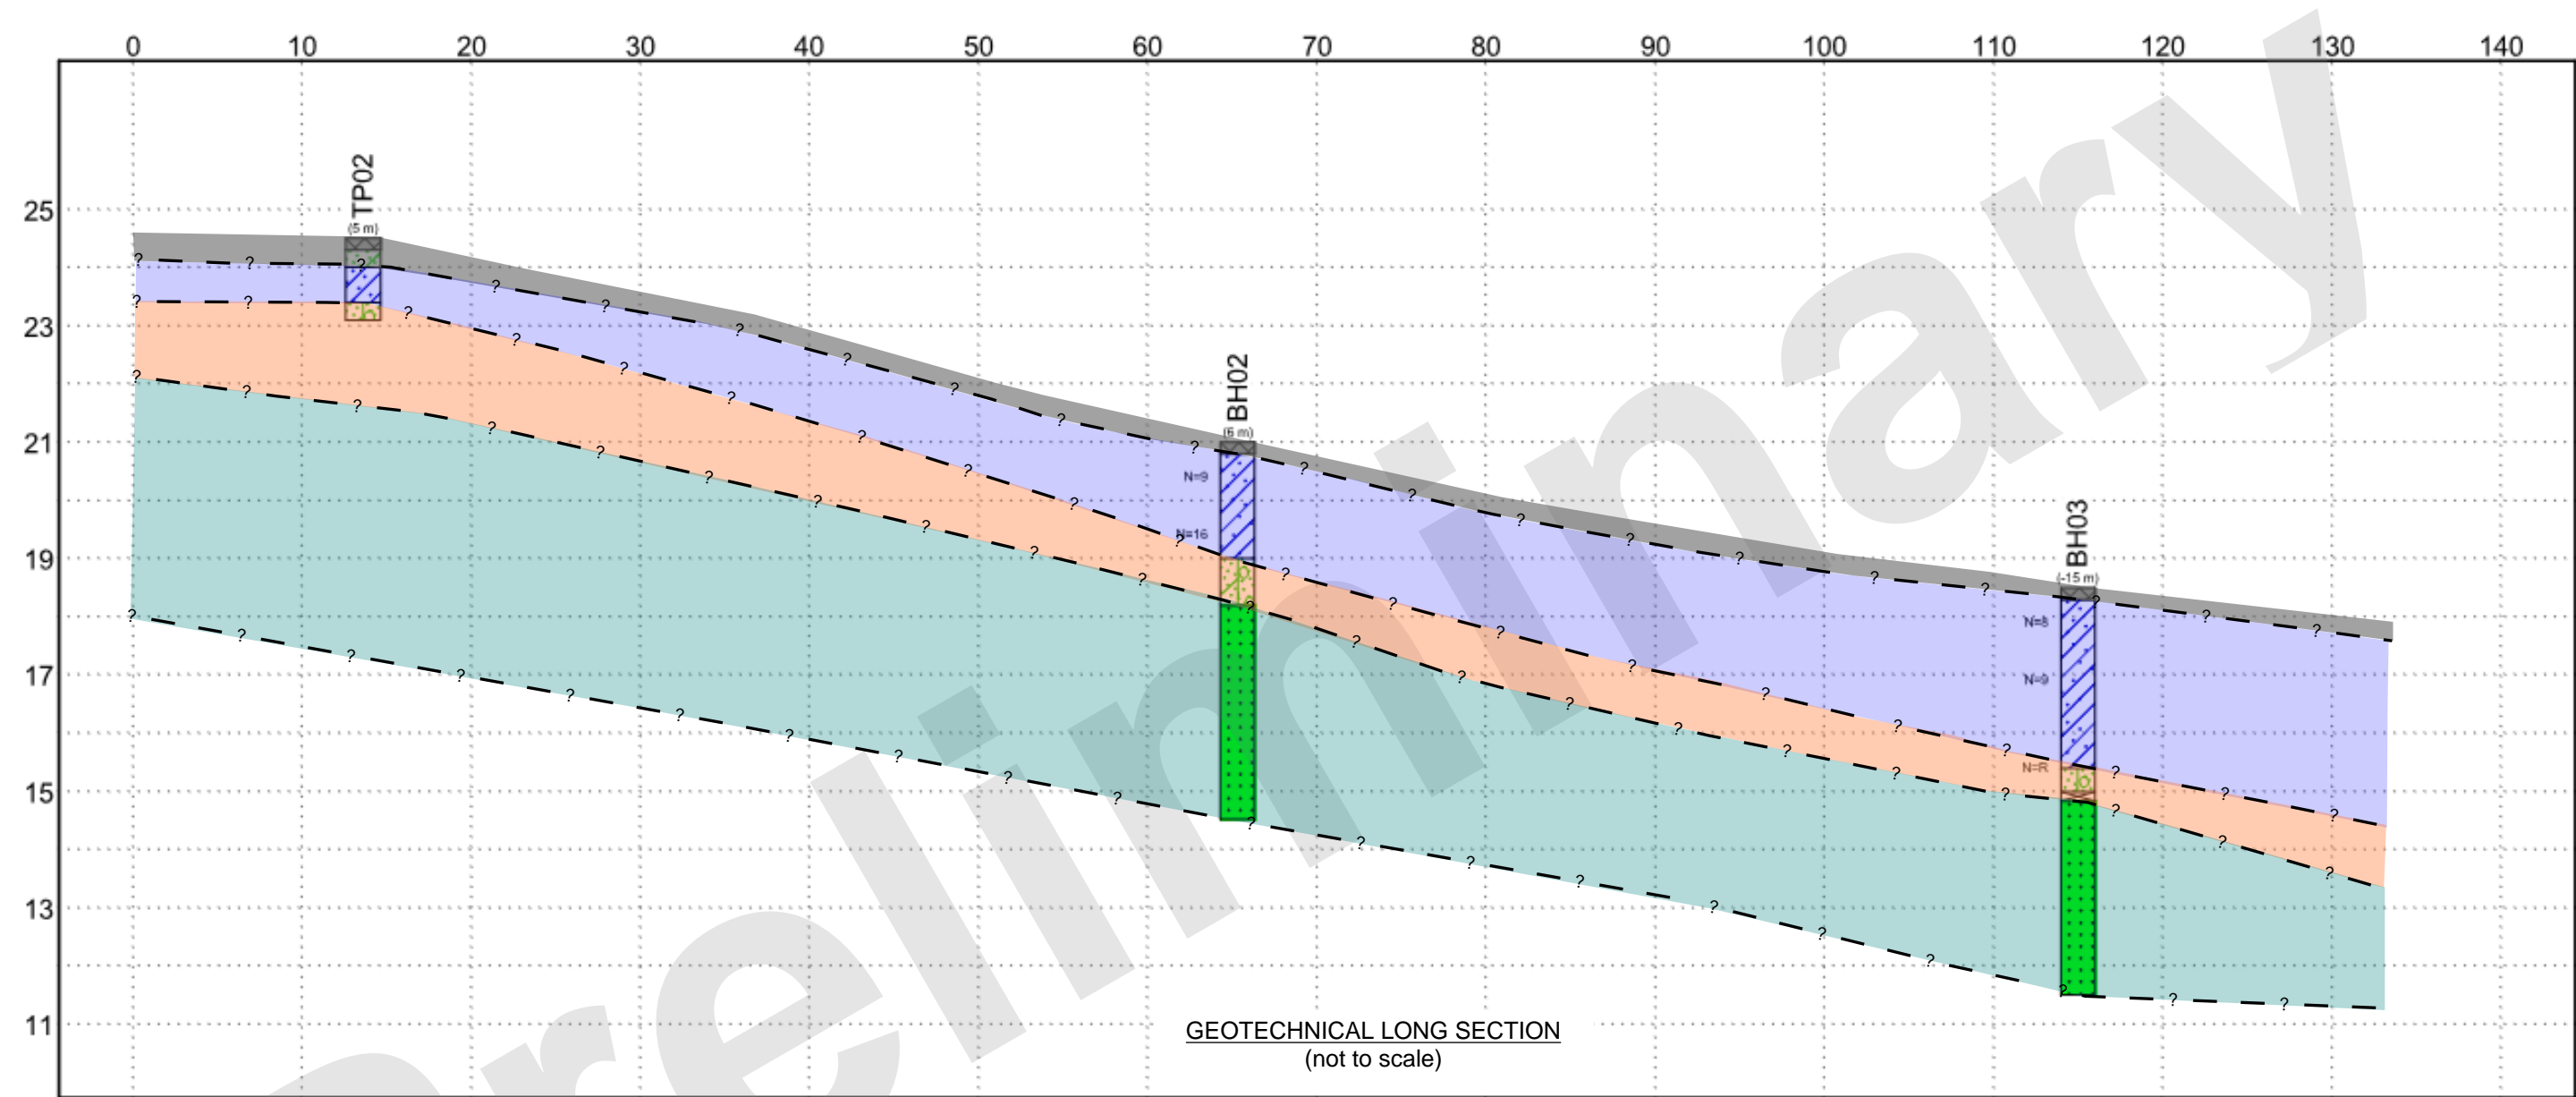 0 10 20 30 40 50 60 70 80 90 100 110 120 130 140
TP02
(5 m)
25
23
BH02
(6 m)
21
N=9
N=16
19
BH03
(-15 m)
N=8
17
N=9
N=R
15
13
11
GEOTECHNICAL LONG SECTION
(not to scale)
reliminary